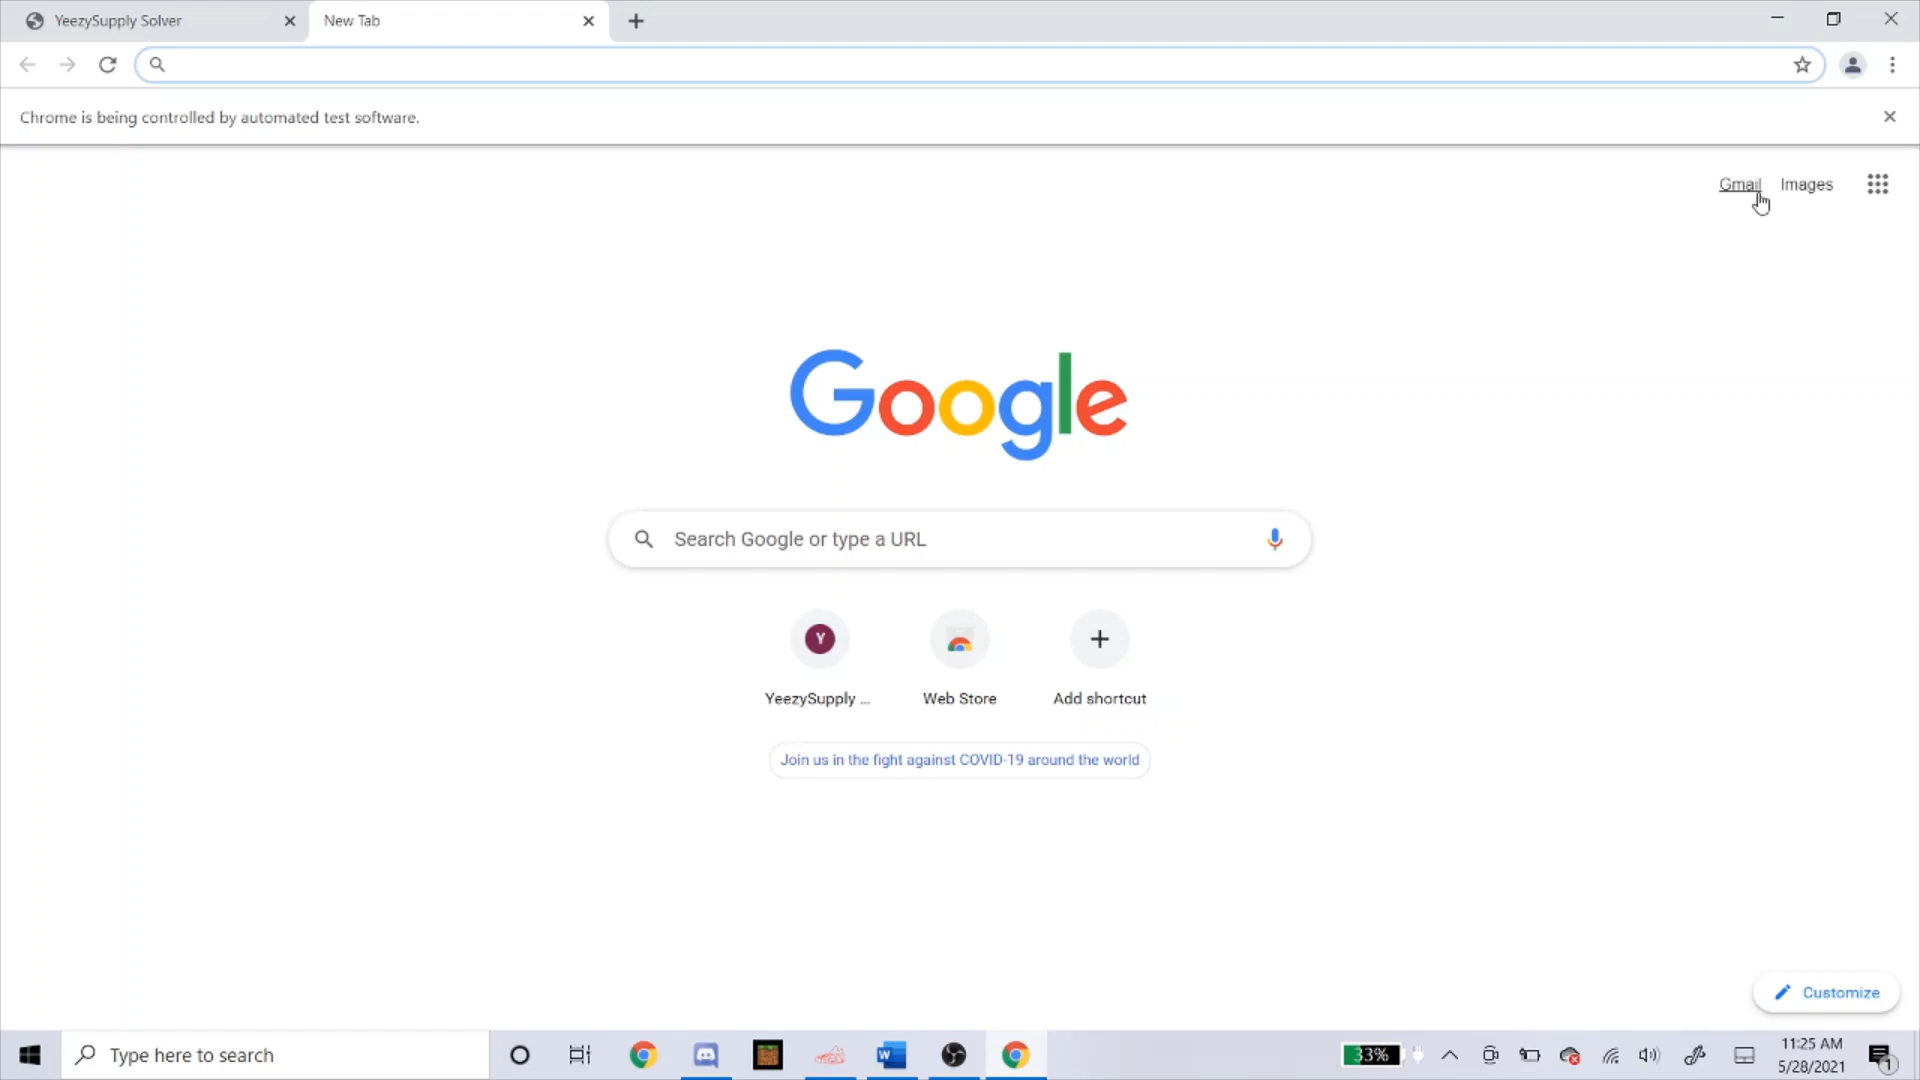 YeezySupply Solver
New Tab
Chrome is being controlled by automated test software.
Gmail Images
Google
Search Google or type a URL
Y
YeezySupply ...
Web Store
Add shortcut
Join us in the fight against COVID-19 around the world
Customize
Type here to search
W
33%
11:25 AM
5/28/2021
1